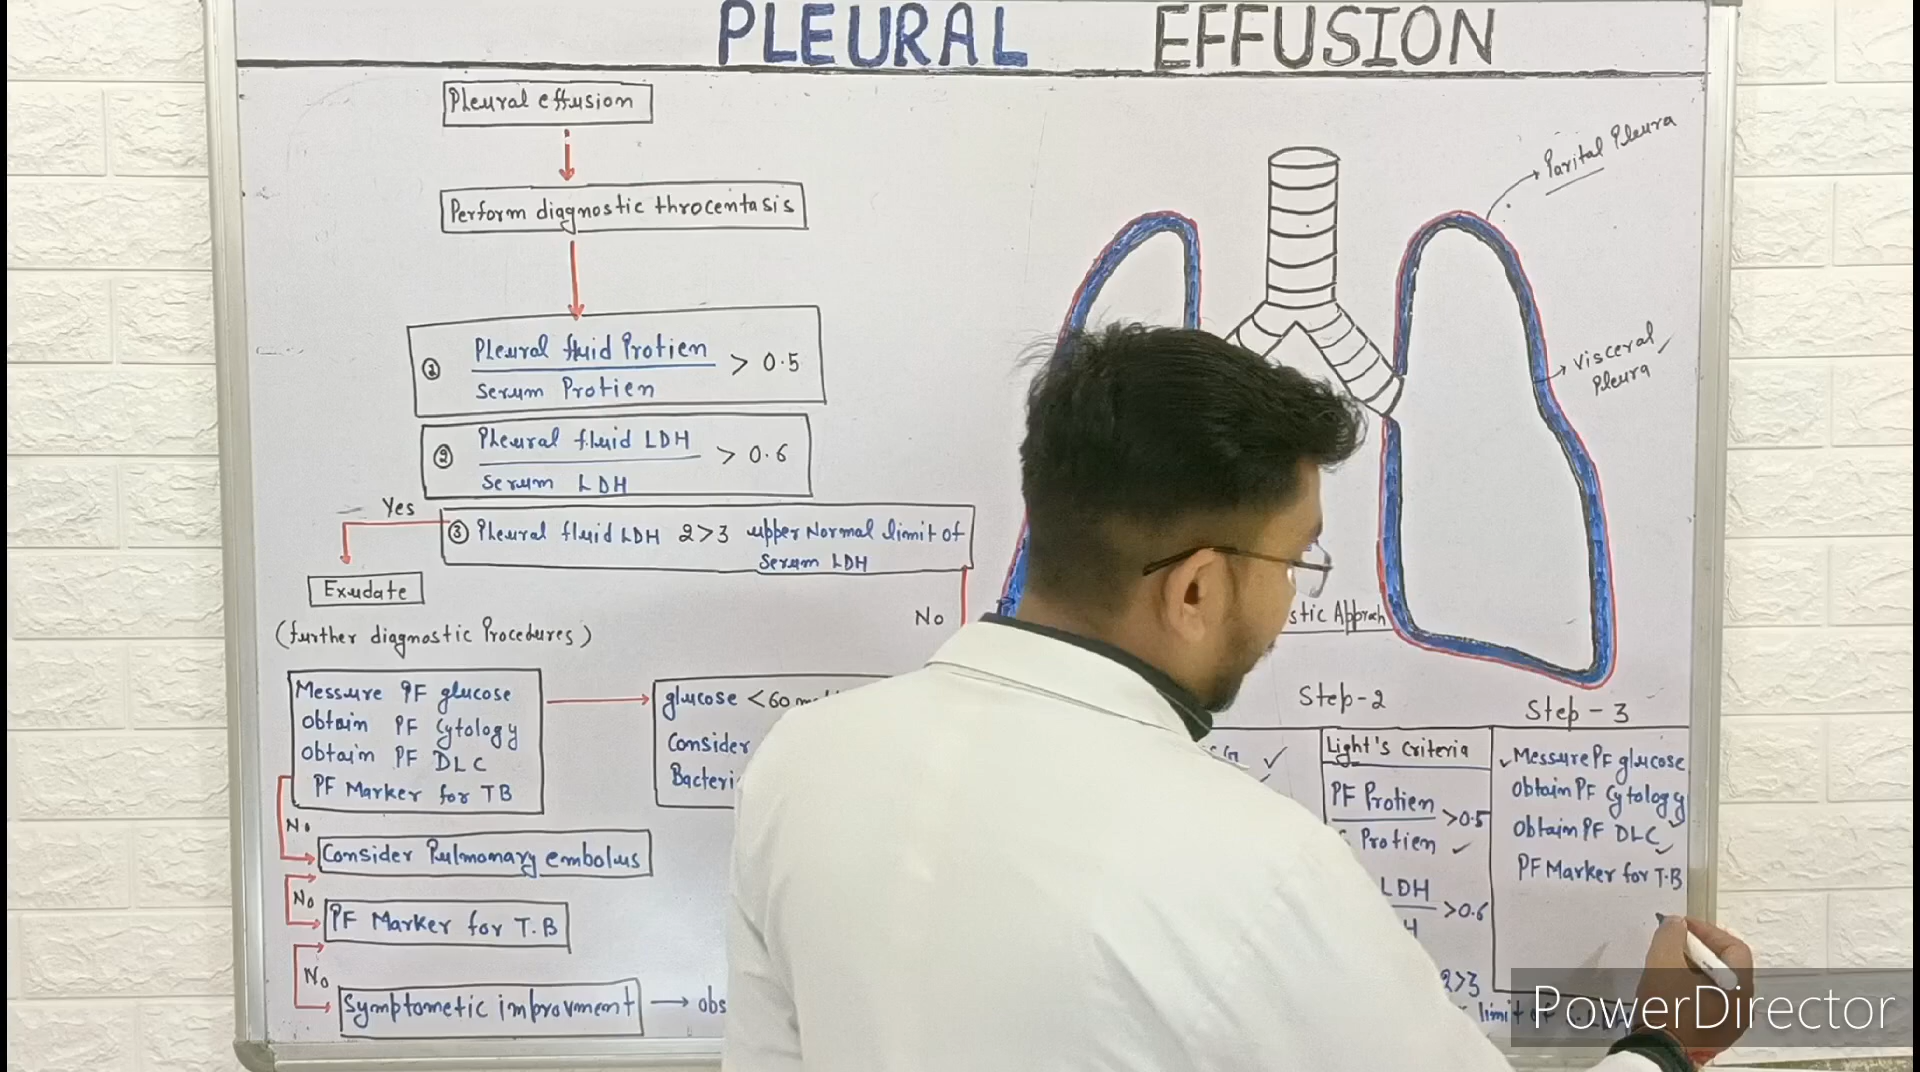 PLEURAL EFFUSION
Pleural effusion
Perform diagnostic throcentasis
① Pleural fluid Protien
Serum Protien
> 0.5
② Pleural fluid LDH
Serum LDH
> 0.6
Yes
③ Pleural fluid LDH 2>3 upper Normal limit of
Serum LDH
Exudate
No
(further diagnostic Procedures)
Messure PF glucose
Obtain PF Cytology
Obtain PF DLC
PF Marker for TB
glucose <60
Consider
Bacteri
No
Consider Pulmonary embolus
No
PF Marker for T.B
No
Symptometic improvment → obs
Parital Pleura
Visceral
Pleura
stic Apprah
Step-2
Light's Criteria
PF Protien
Protien
>0.5
LDH
H
>0.6
2>3
limit of
Step-3
Messure PF glucose
Obtain PF Cytology
Obtain PF DLC
PF Marker for T.B
PowerDirector